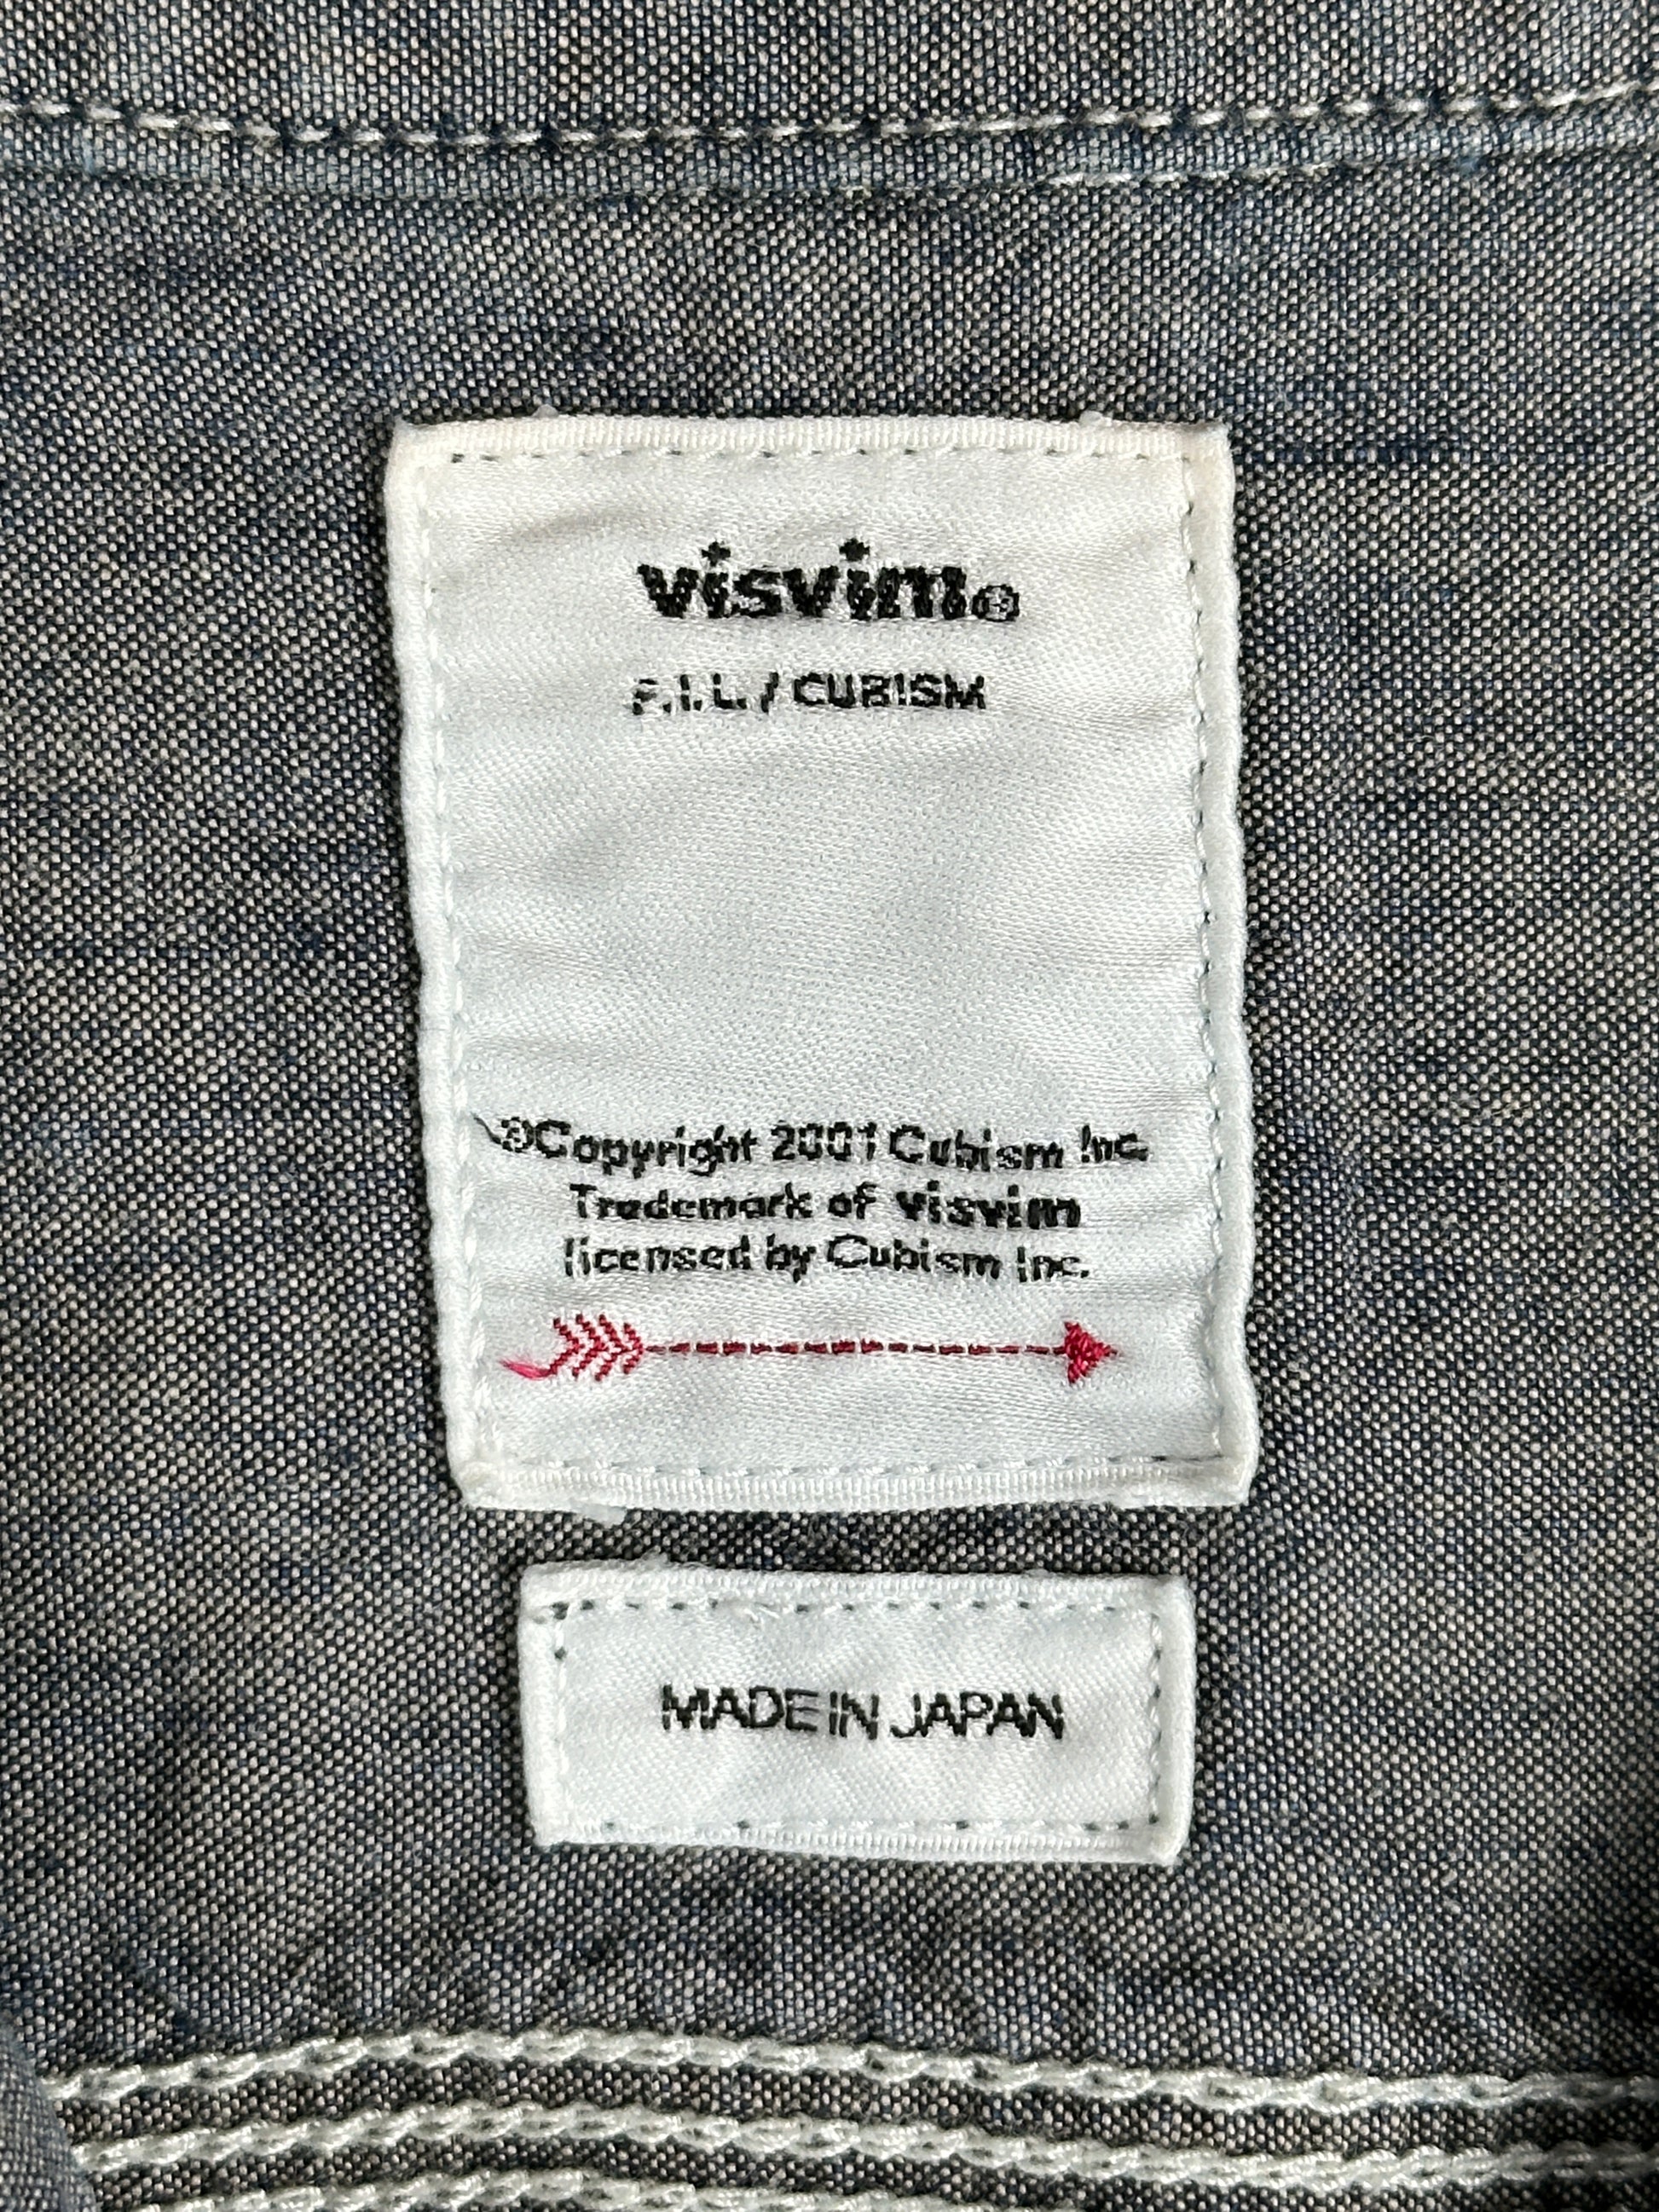 visvim®
F.I.L. / CUBISM
©Copyright 2001 Cubism Inc.
Trademark of visvim
licensed by Cubism Inc.
MADE IN JAPAN